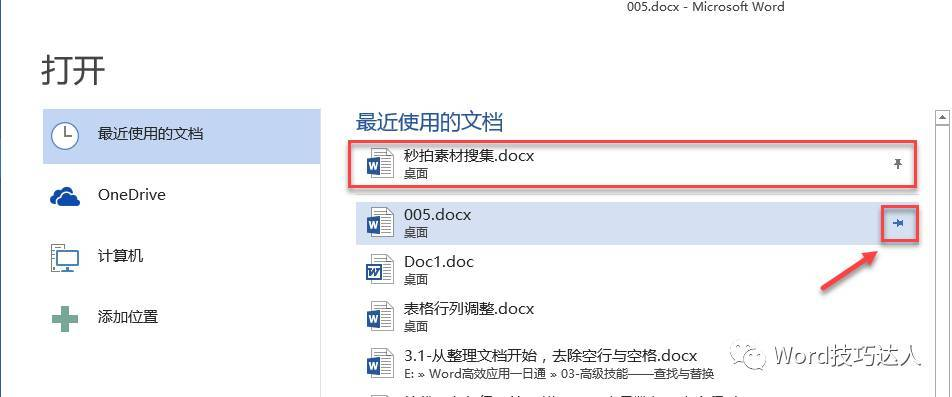 005.docx - Microsoft Word
打开
最近使用的文档
OneDrive
计算机
添加位置
最近使用的文档
秒拍素材搜集.docx
桌面
005.docx
桌面
Doc1.doc
桌面
表格行列调整.docx
桌面
3.1-从整理文档开始，去除空行与空格.docx
E: » Word高效应用一日通 » 03-高级技能——查找与替换
Word技巧达人